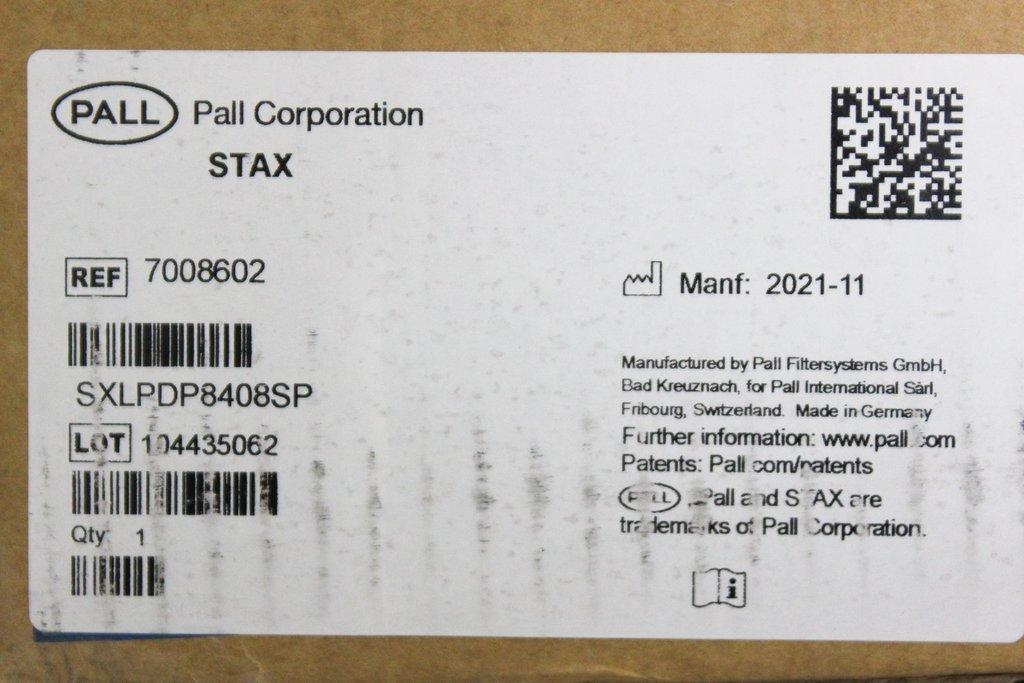 PALL Pall Corporation
STAX
REF 7008602
Manf: 2021-11
SXLPDP8408SP
LOT 104435062
Qty 1
Manufactured by Pall Filtersystems GmbH,
Bad Kreuznach, for Pall International Sàrl,
Fribourg, Switzerland. Made in Germany
Further information: www.pall.com
Patents: Pall.com/patents
PALL, Pall and STAX are
trademarks of Pall Corporation.
i